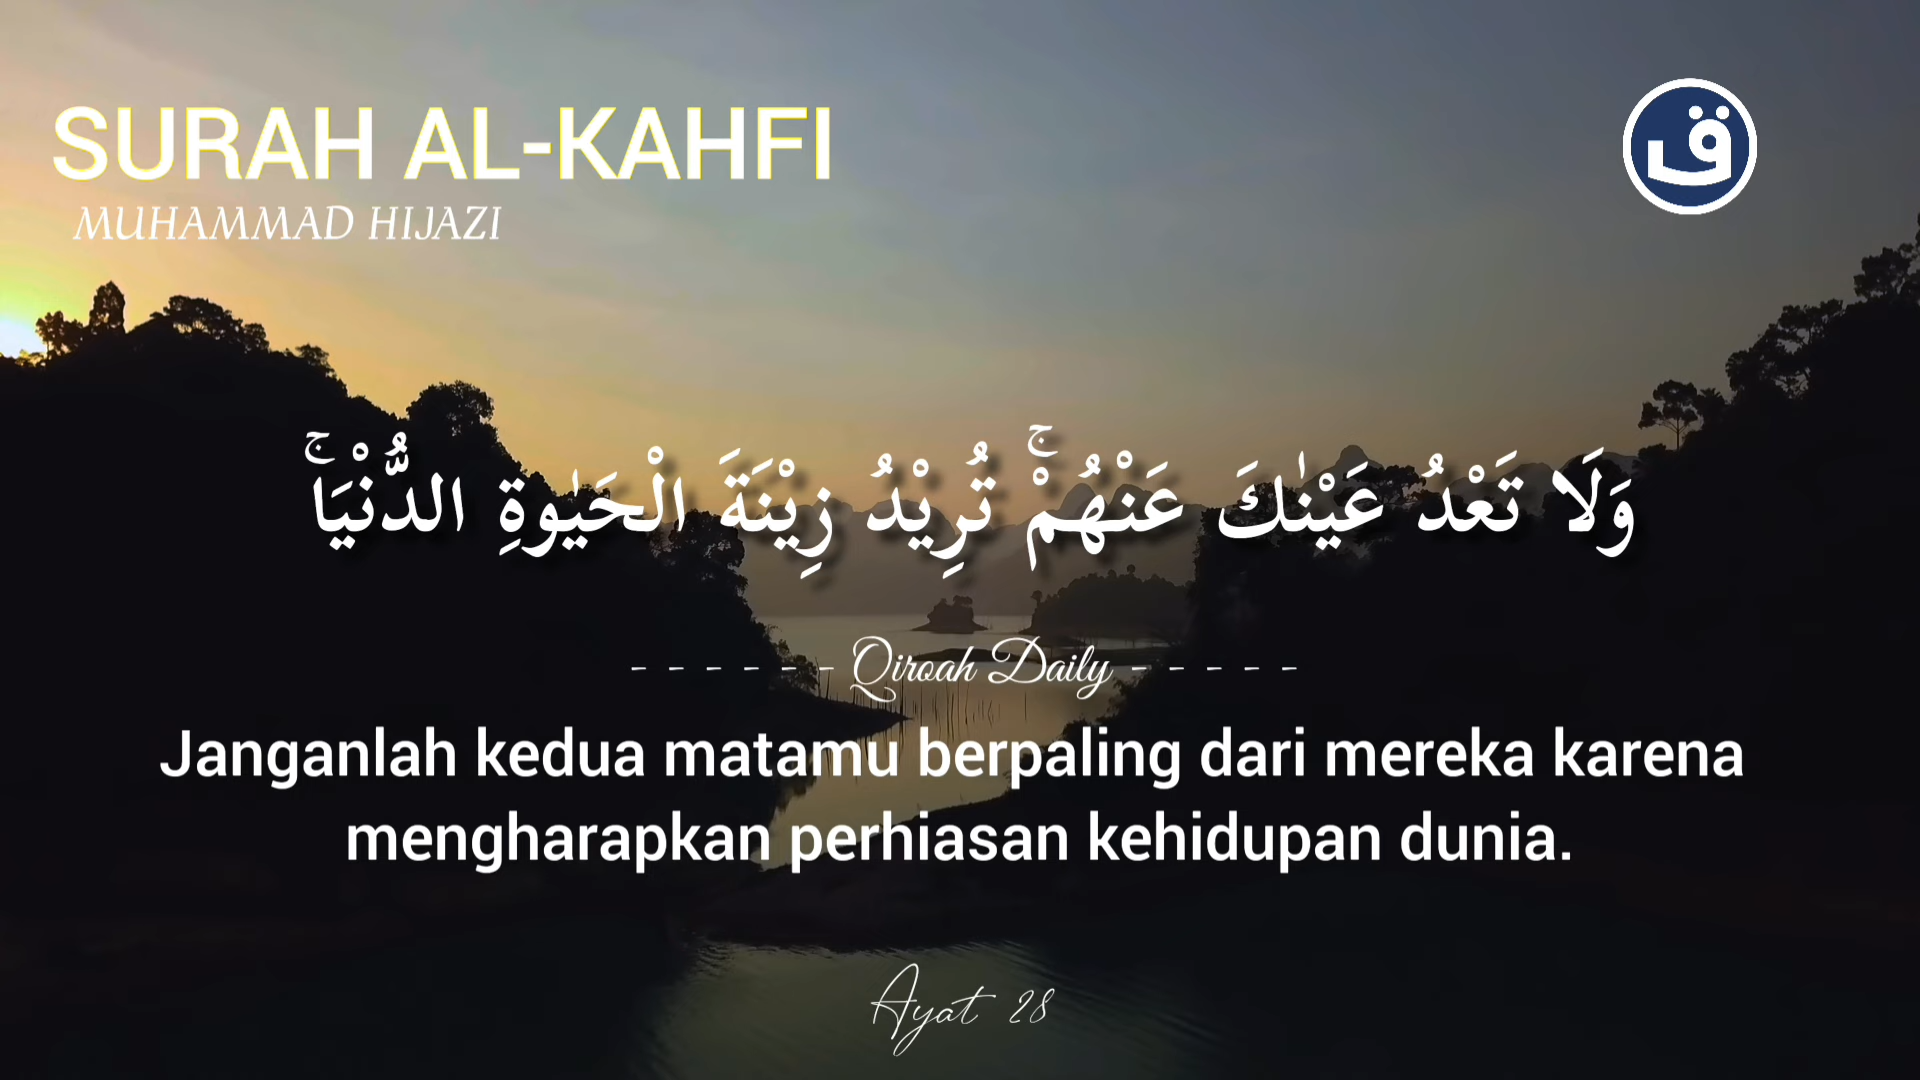 SURAH AL-KAHFI
MUHAMMAD HIJAZI
ق
وَلَا تَعْدُ عَيْنٰكَ عَنْهُمْۚ تُرِيْدُ زِيْنَةَ الْحَيٰوةِ الدُّنْيَاۚ
- - - - - - Qiroah Daily - - - - -
Janganlah kedua matamu berpaling dari mereka karena
mengharapkan perhiasan kehidupan dunia.
Ayat 28